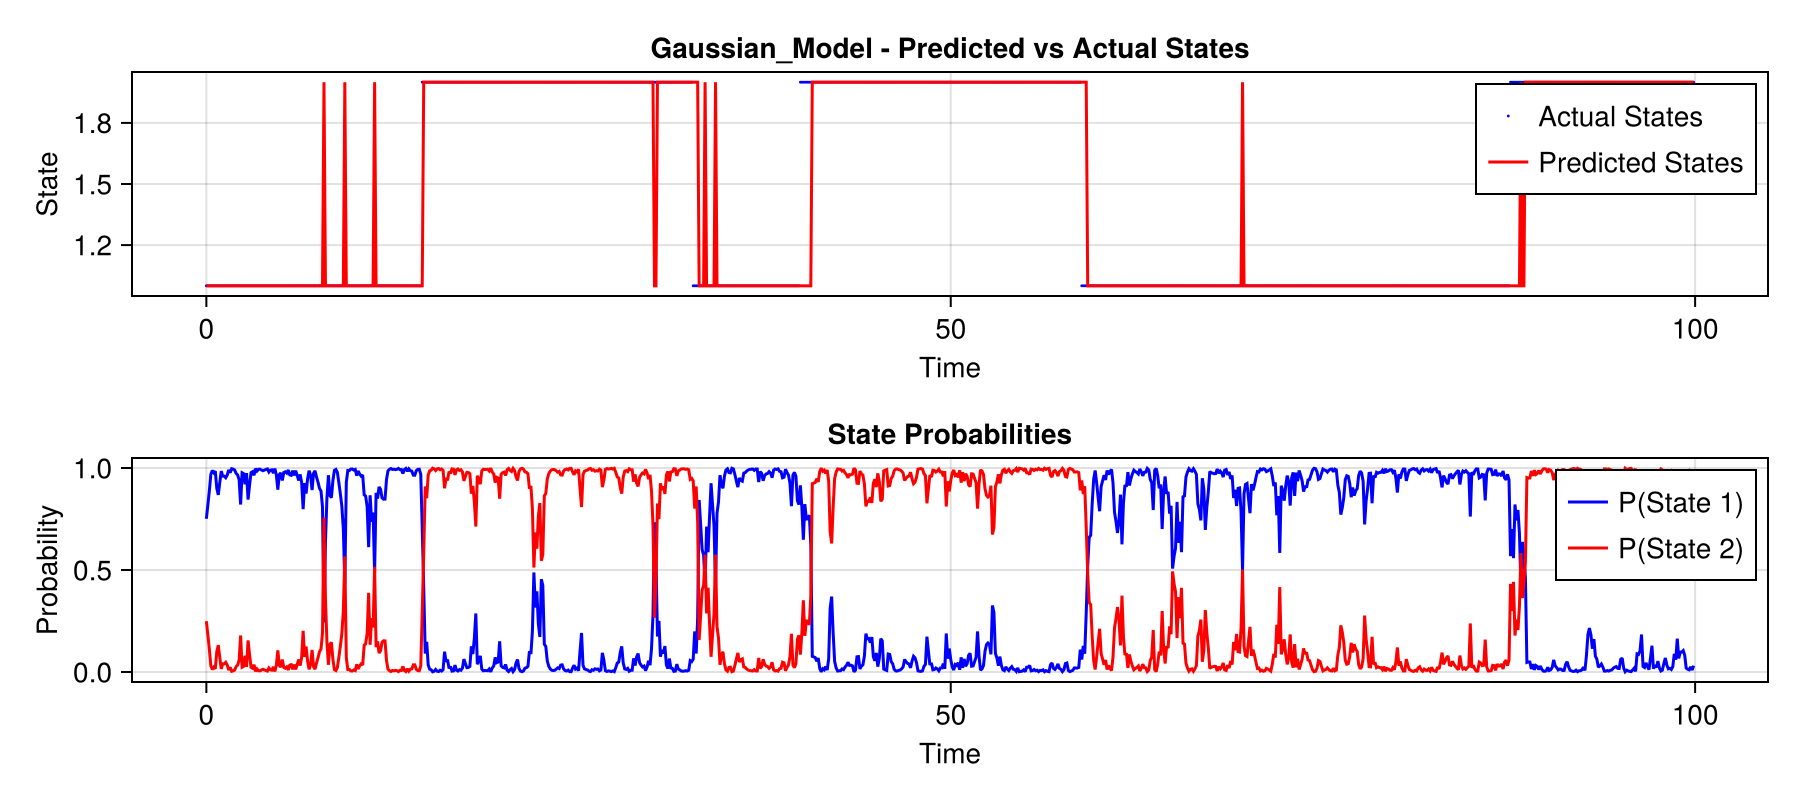 Gaussian_Model - Predicted vs Actual States
State
1.8
1.5
1.2
Actual States
Predicted States
0
50
100
Time
State Probabilities
Probability
1.0
0.5
0.0
P(State 1)
P(State 2)
0
50
100
Time